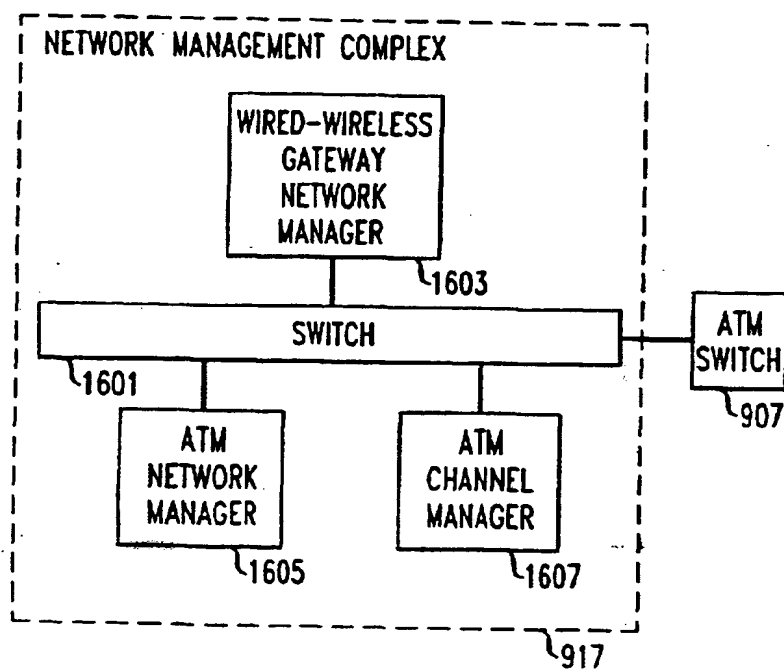 NETWORK MANAGEMENT COMPLEX
WIRED-WIRELESS
GATEWAY
NETWORK
MANAGER
1603
SWITCH
1601
ATM
SWITCH
907
ATM
NETWORK
MANAGER
1605
ATM
CHANNEL
MANAGER
1607
917